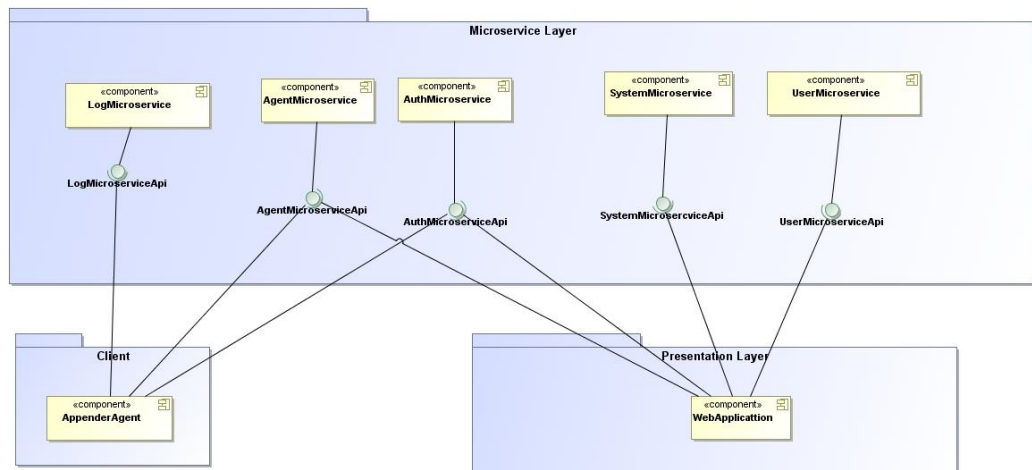 Microservice Layer
«component»
LogMicroservice
«component»
AgentMicroservice
«component»
AuthMicroservice
«component»
SystemMicroservice
«component»
UserMicroservice
LogMicroserviceApi
AgentMicroserviceApi
AuthMicroserviceApi
SystemMicrosercviceApi
UserMicroserviceApi
Client
«component»
AppenderAgent
Presentation Layer
«component»
WebApplicattion